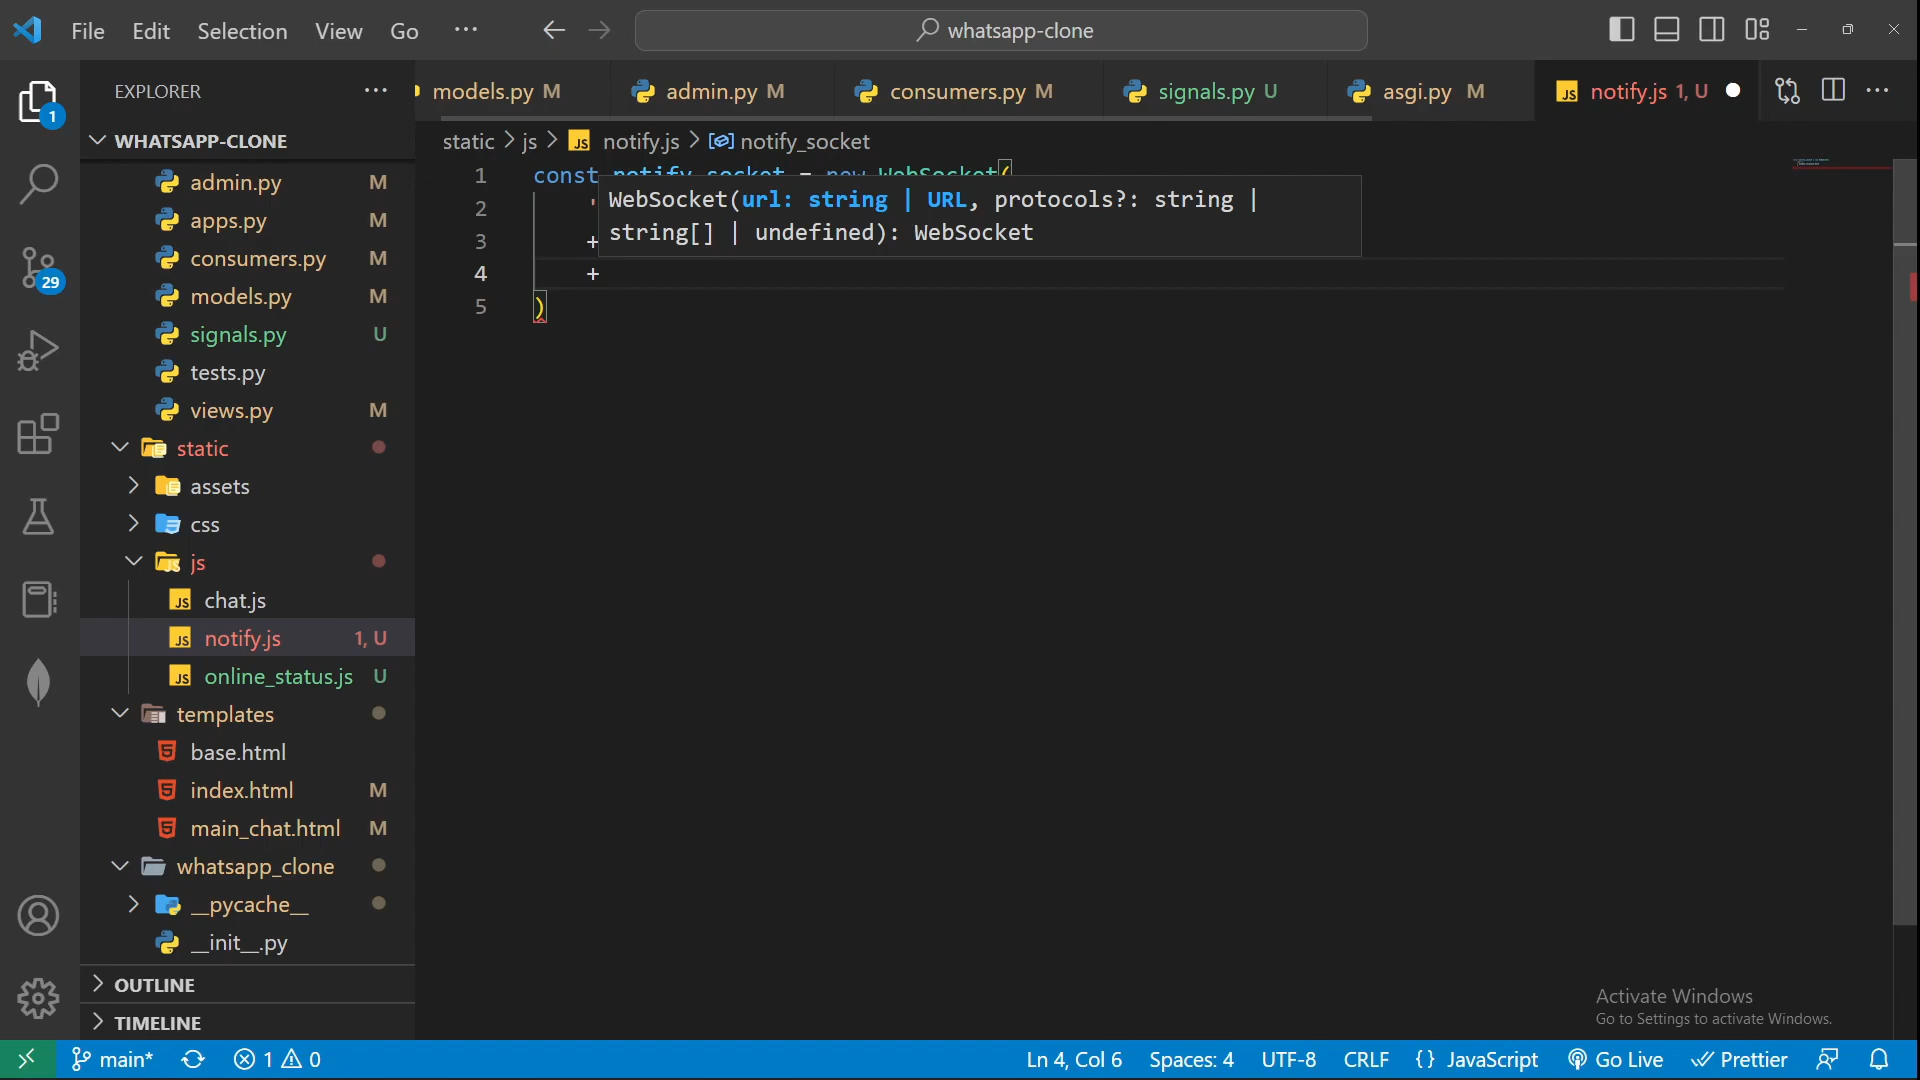 File Edit Selection View Go ··· whatsapp-clone
EXPLORER
models.py M admin.py M consumers.py M signals.py U asgi.py M notify.js 1, U
WHATSAPP-CLONE
static > js > notify.js > notify_socket
1 const notify_socket = new WebSocket(
WebSocket(url: string | URL, protocols?: string |
string[] | undefined): WebSocket
2 '
3 +
4 +
5 )
admin.py M
apps.py M
consumers.py M
models.py M
signals.py U
tests.py
views.py M
static
assets
css
js
chat.js
notify.js 1, U
online_status.js U
templates
base.html
index.html M
main_chat.html M
whatsapp_clone
__pycache__
__init__.py
OUTLINE
TIMELINE
1
29
Activate Windows
Go to Settings to activate Windows.
main* 1 0 Ln 4, Col 6 Spaces: 4 UTF-8 CRLF {} JavaScript Go Live Prettier